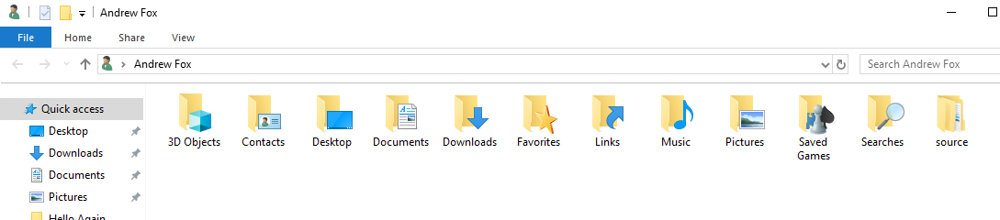 Andrew Fox
File Home Share View
Andrew Fox
Search Andrew Fox
Quick access
Desktop
Downloads
Documents
Pictures
Hello Again
3D Objects
Contacts
Desktop
Documents
Downloads
Favorites
Links
Music
Pictures
Saved
Games
Searches
source